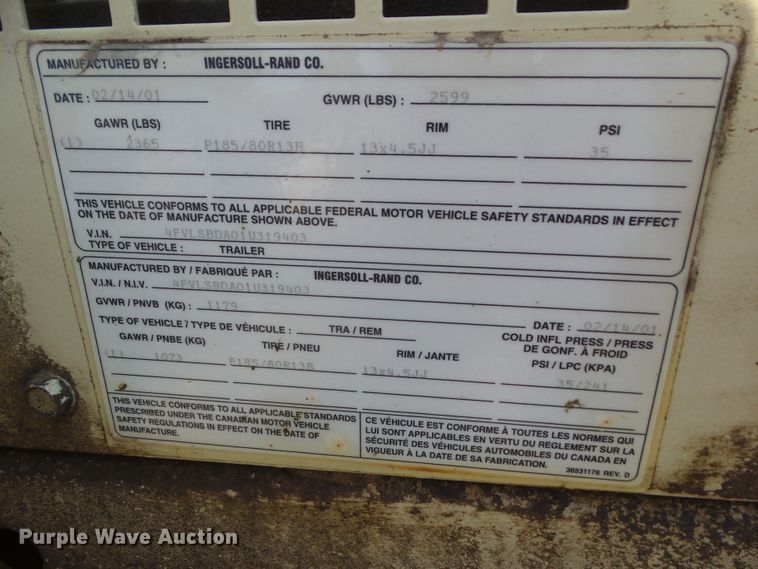 MANUFACTURED BY : INGERSOLL-RAND CO.
DATE : 02/14/01 GVWR (LBS) : 2599
GAWR (LBS) TIRE RIM PSI
(1) 2365 P185/80R13B 13x4.5JJ 35
THIS VEHICLE CONFORMS TO ALL APPLICABLE FEDERAL MOTOR VEHICLE SAFETY STANDARDS IN EFFECT
ON THE DATE OF MANUFACTURE SHOWN ABOVE.
V.I.N. 4FVLSBDA01U319403
TYPE OF VEHICLE : TRAILER
MANUFACTURED BY / FABRIQUÉ PAR : INGERSOLL-RAND CO.
V.I.N. / N.I.V. 4FVLSBDA01U319403
GVWR / PNVB (KG) : 1179 DATE : 02/14/01
TYPE OF VEHICLE / TYPE DE VÉHICULE : TRA / REM COLD INFL PRESS / PRESS
DE GONF. À FROID
GAWR / PNBE (KG) TIRE / PNEU RIM / JANTE PSI / LPC (KPA)
(1) 1073 P185/80R13B 13x4.5JJ 35/241
THIS VEHICLE CONFORMS TO ALL APPLICABLE STANDARDS
PRESCRIBED UNDER THE CANADIAN MOTOR VEHICLE
SAFETY REGULATIONS IN EFFECT ON THE DATE OF
MANUFACTURE.
CE VÉHICULE EST CONFORME À TOUTES LES NORMES QUI
LUI SONT APPLICABLES EN VERTU DU REGLEMENT SUR LA
SÉCURITÉ DES VÉHICULES AUTOMOBILES DU CANADA EN
VIGUEUR À LA DATE DE SA FABRICATION.
36531176 REV. D
Purple Wave Auction